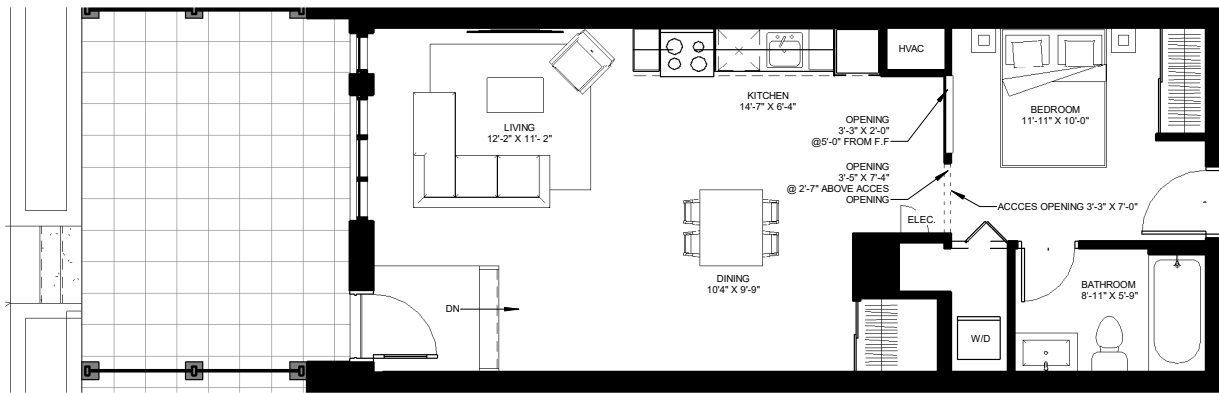 HVAC
KITCHEN
14'-7" X 6'-4"
BEDROOM
11'-11" X 10'-0"
LIVING
12'-2" X 11'- 2"
OPENING
3'-3" X 2'-0"
@5'-0" FROM F.F
OPENING
3'-5" X 7'-4"
@ 2'-7" ABOVE ACCES
OPENING
ACCCES OPENING 3'-3" X 7'-0"
ELEC.
DINING
10'4" X 9'-9"
BATHROOM
8'-11" X 5'-9"
DN
W/D